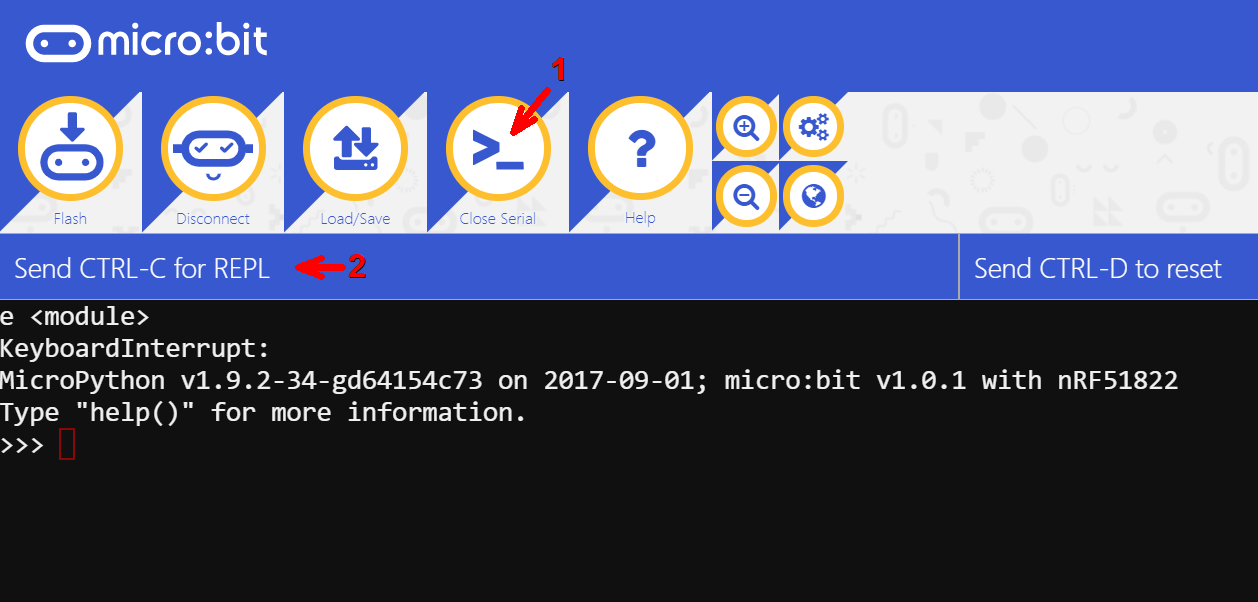 micro:bit
1
Flash
Disconnect
Load/Save
Close Serial
Help
Send CTRL-C for REPL
2
Send CTRL-D to reset
e <module>
KeyboardInterrupt:
MicroPython v1.9.2-34-gd64154c73 on 2017-09-01; micro:bit v1.0.1 with nRF51822
Type "help()" for more information.
>>>